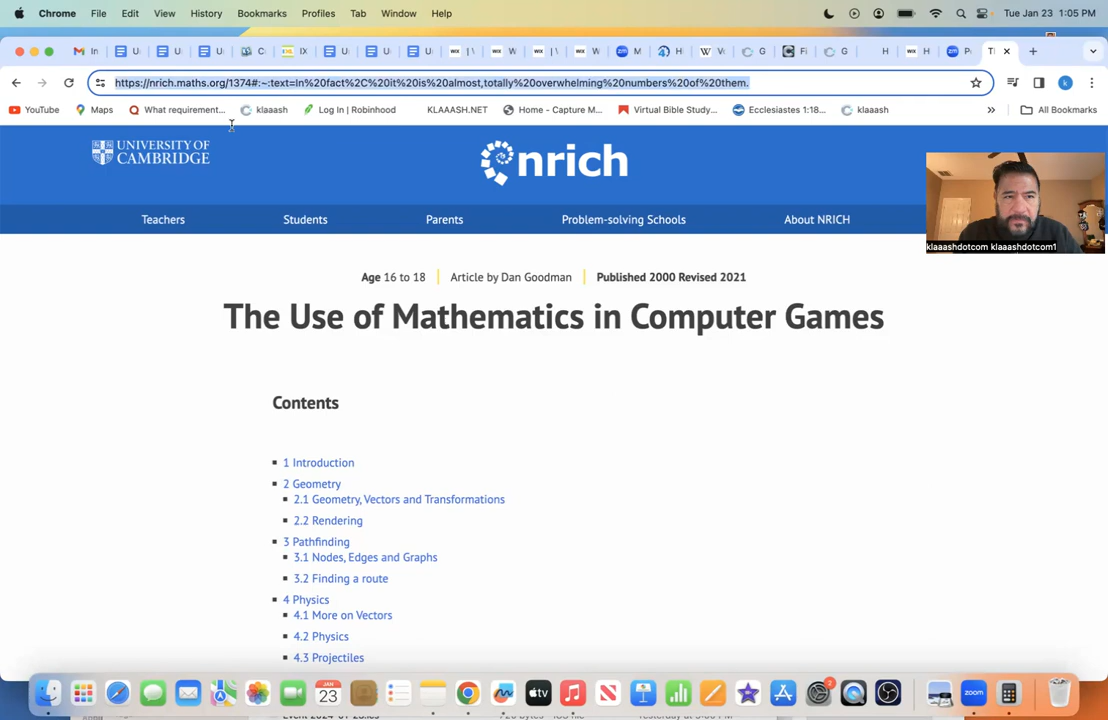 Chrome File Edit View History Bookmarks Profiles Tab Window Help Tue Jan 23 1:05 PM
https://nrich.maths.org/1374#:~:text=In%20fact%2C%20it%20is%20almost,totally%20overwhelming%20numbers%20of%20them.
YouTube Maps What requirement... klaaash Log In | Robinhood KLAAASH.NET Home - Capture M... Virtual Bible Study... Ecclesiastes 1:18... klaaash » All Bookmarks
UNIVERSITY OF
CAMBRIDGE
nrich
klaaashdotcom klaaashdotcom1
Teachers Students Parents Problem-solving Schools About NRICH
Age 16 to 18 Article by Dan Goodman Published 2000 Revised 2021
The Use of Mathematics in Computer Games
Contents
1 Introduction
2 Geometry
2.1 Geometry, Vectors and Transformations
2.2 Rendering
3 Pathfinding
3.1 Nodes, Edges and Graphs
3.2 Finding a route
4 Physics
4.1 More on Vectors
4.2 Physics
4.3 Projectiles
JAN
23
tv
2
zoom